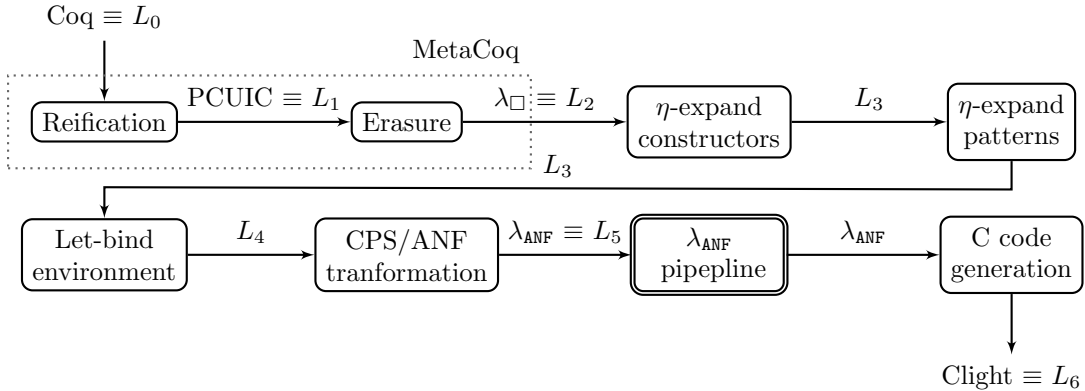 Coq ≡ L₀
MetaCoq
Reification
PCUIC ≡ L₁
Erasure
λ□ ≡ L₂
η-expand
constructors
L₃
η-expand
patterns
L₃
Let-bind
environment
L₄
CPS/ANF
tranformation
λANF ≡ L₅
λANF
pipepline
λANF
C code
generation
Clight ≡ L₆